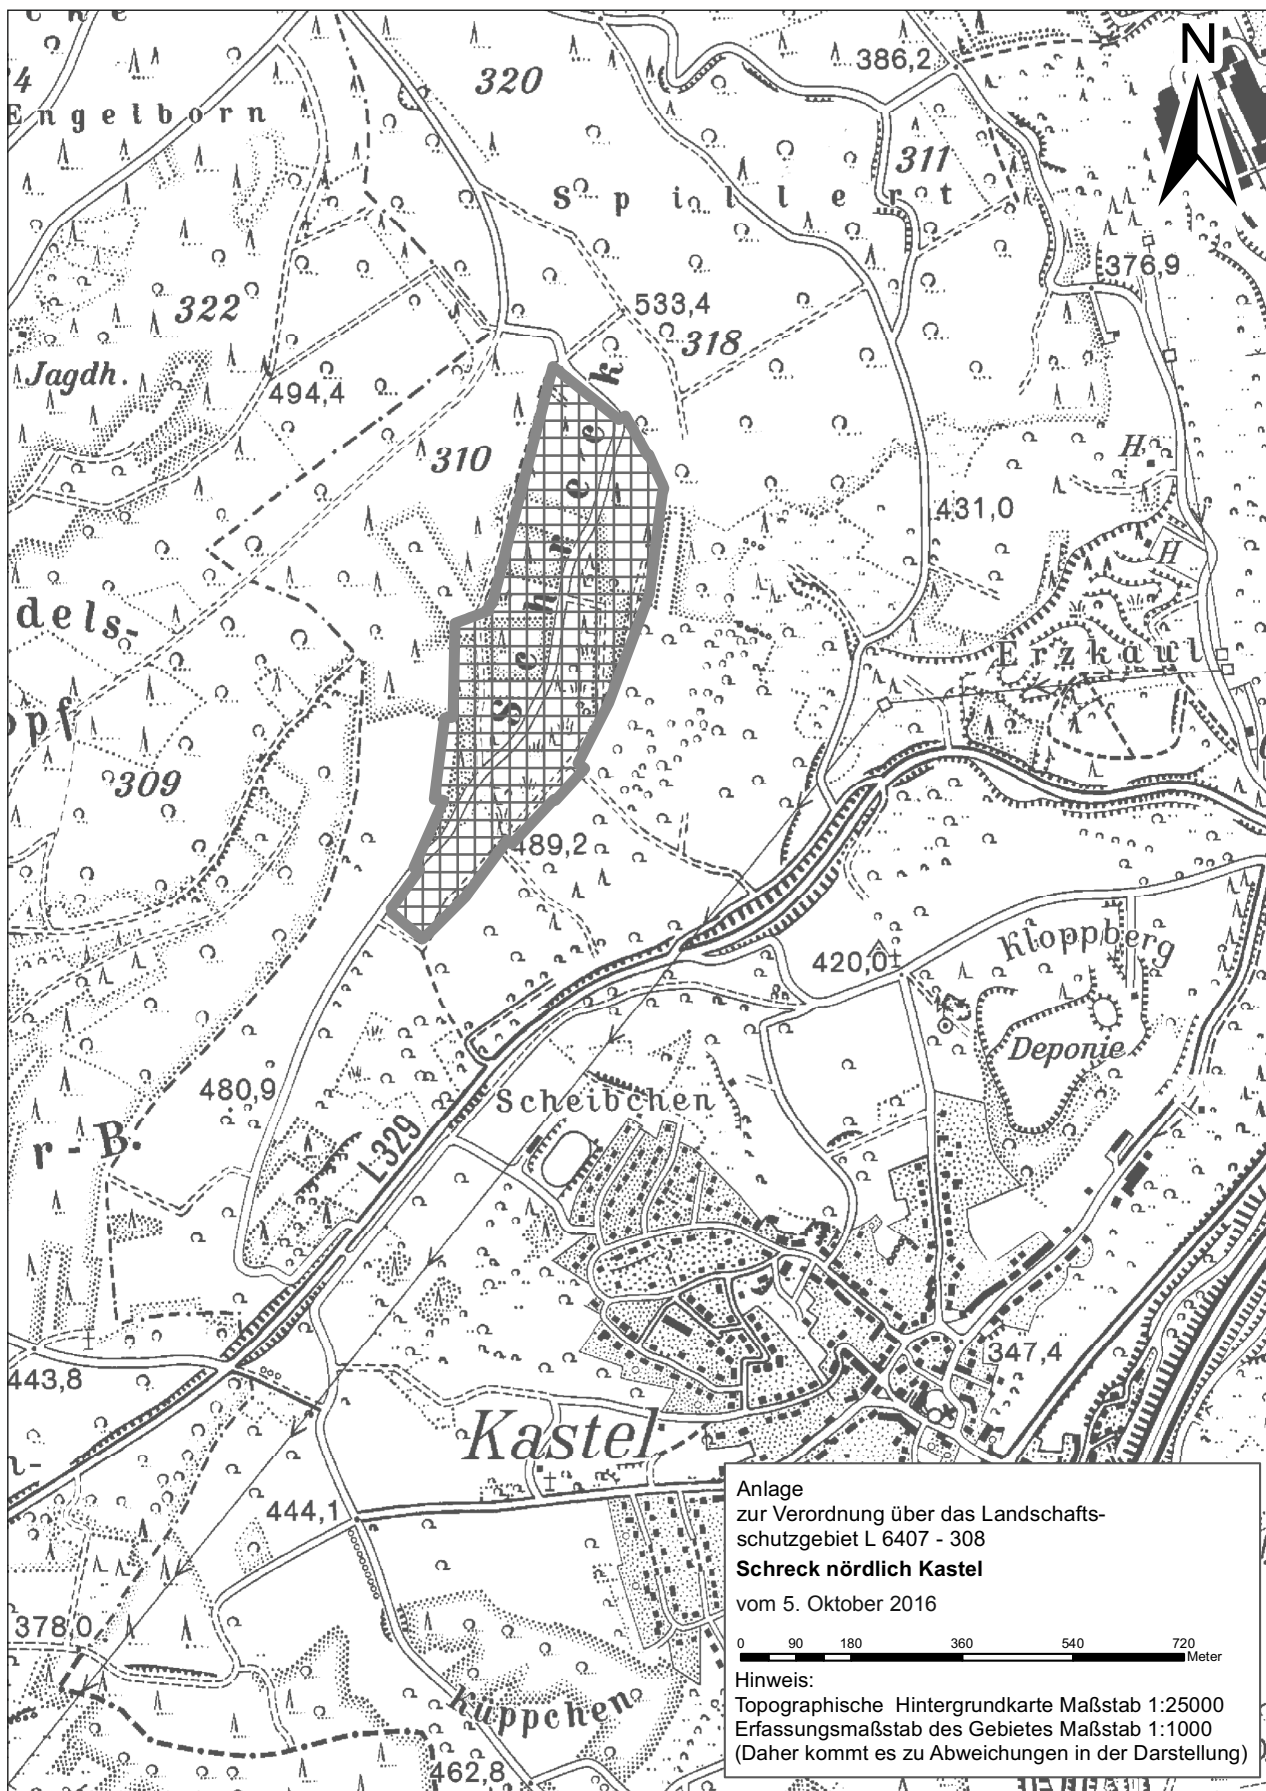 N
320
386,2
Engelborn
311
Spillert
376,9
322
533,4
318
Jagdh.
494,4
310
H
431,0
H
Schreck
dels-
Erzkaul
opf
309
489,2
Kloppberg
420,0
Deponie
480,9
Scheibchen
L 329
r-B.
347,4
443,8
Kastel
444,1
378,0
Küppchen
462,8
Anlage
zur Verordnung über das Landschafts-
schutzgebiet L 6407 - 308
Schreck nördlich Kastel
vom 5. Oktober 2016
0 90 180 360 540 720
Meter
Hinweis:
Topographische Hintergrundkarte Maßstab 1:25000
Erfassungsmaßstab des Gebietes Maßstab 1:1000
(Daher kommt es zu Abweichungen in der Darstellung)